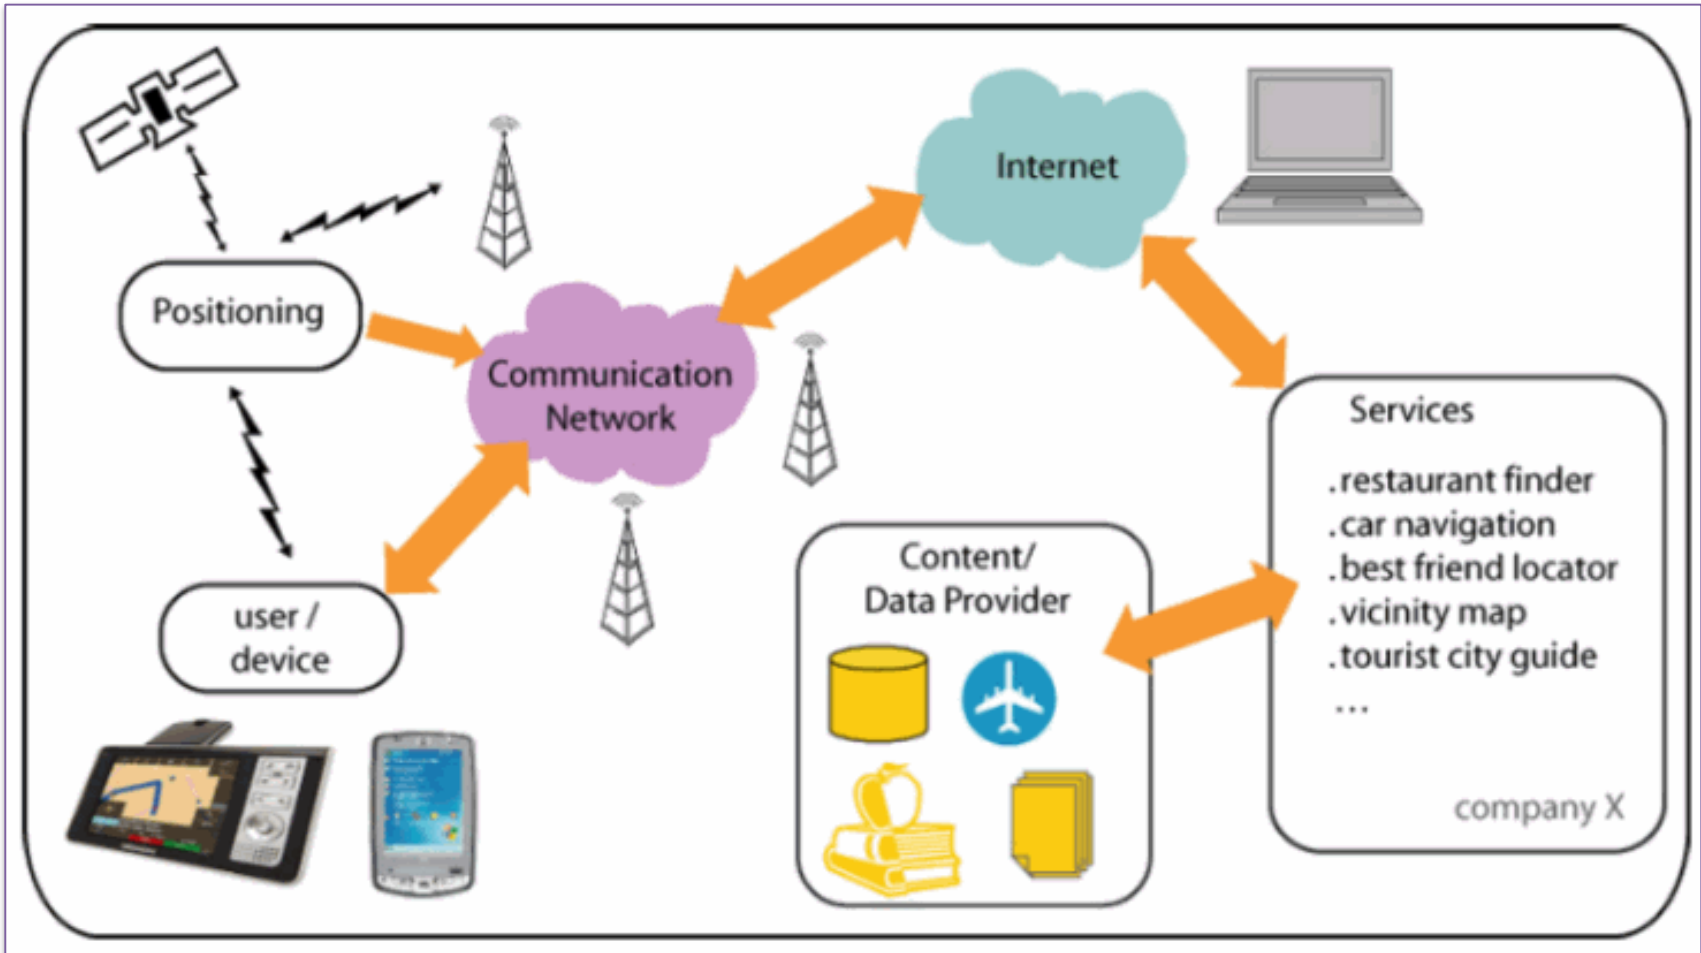 Internet
Positioning
Communication
Network
Services
.restaurant finder
.car navigation
.best friend locator
.vicinity map
.tourist city guide
...
company X
Content/
Data Provider
user /
device